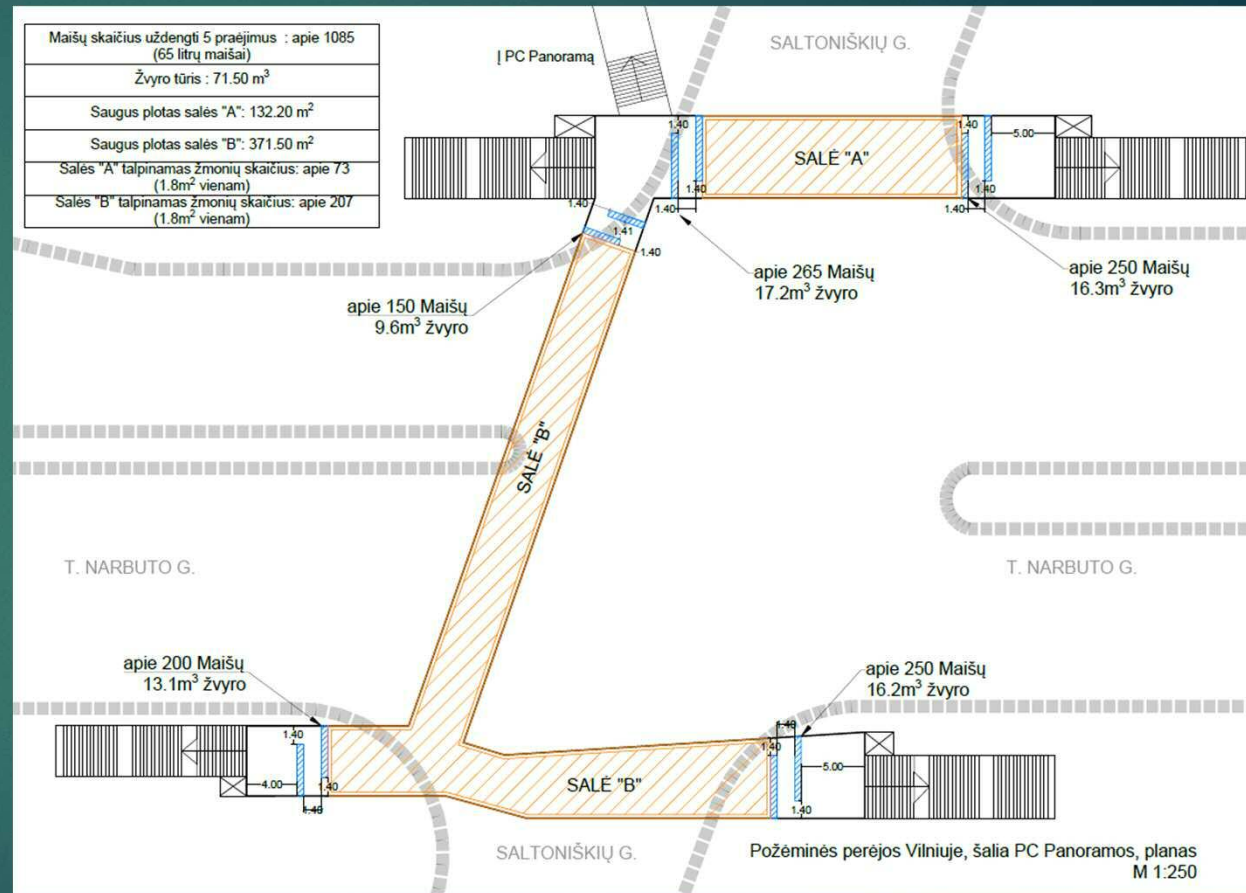 Maišų skaičius uždengti 5 praėjimus : apie 1085
(65 litrų maišai)
Žvyro tūris : 71.50 m³
Saugus plotas salės "A": 132.20 m²
Saugus plotas salės "B": 371.50 m²
Salės "A" talpinamas žmonių skaičius: apie 73
(1.8m² vienam)
Salės "B" talpinamas žmonių skaičius: apie 207
(1.8m² vienam)
Į PC Panoramą
SALTONIŠKIŲ G.
1.40
1.40
5.00
SALĖ "A"
1.40
1.40
1.40
1.40
1.40
1.41
1.40
apie 265 Maišų
17.2m³ žvyro
apie 250 Maišų
16.3m³ žvyro
apie 150 Maišų
9.6m³ žvyro
SALĖ "B"
T. NARBUTO G.
T. NARBUTO G.
apie 200 Maišų
13.1m³ žvyro
apie 250 Maišų
16.2m³ žvyro
1.40
1.40
1.40
4.00
1.40
1.40
5.00
1.40
SALĖ "B"
SALTONIŠKIŲ G.
Požėminės perėjos Vilniuje, šalia PC Panoramos, planas
M 1:250